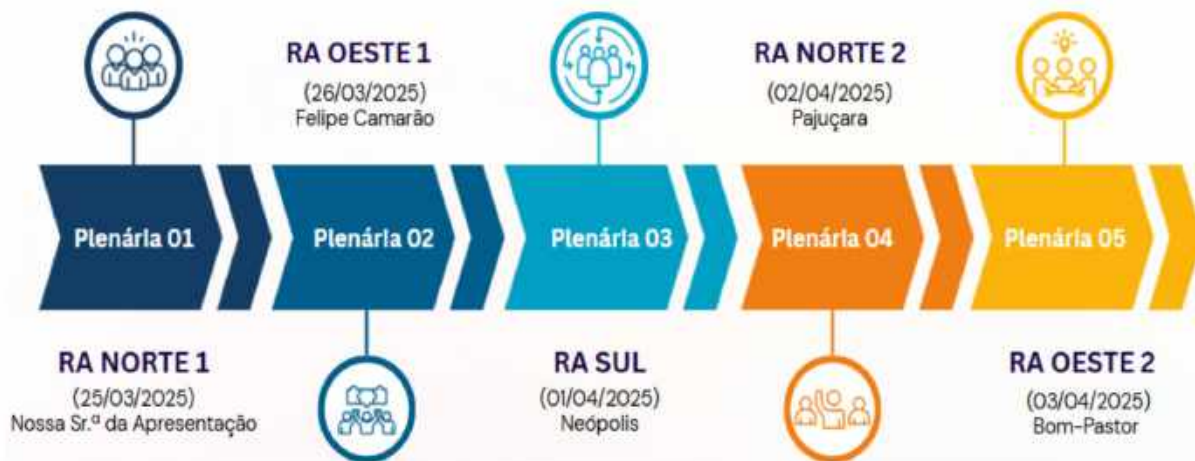 RA OESTE 1
(26/03/2025)
Felipe Camarão
RA NORTE 2
(02/04/2025)
Pajuçara
Plenária 01
Plenária 02
Plenária 03
Plenária 04
Plenária 05
RA NORTE 1
(25/03/2025)
Nossa Sr.ª da Apresentação
RA SUL
(01/04/2025)
Neópolis
RA OESTE 2
(03/04/2025)
Bom-Pastor